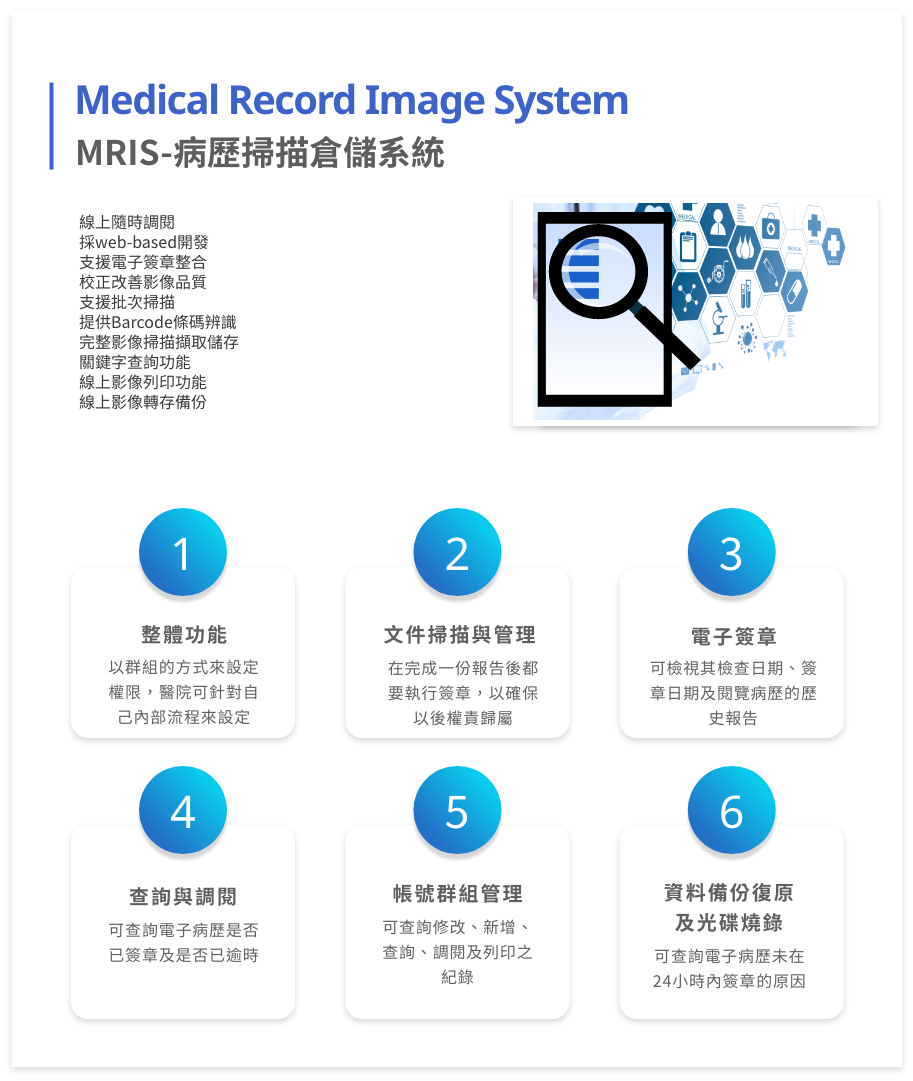 Medical Record Image System
MRIS-病歷掃描倉儲系統
線上隨時調閱
採web-based開發
支援電子簽章整合
校正改善影像品質
支援批次掃描
提供Barcode條碼辨識
完整影像掃描擷取儲存
關鍵字查詢功能
線上影像列印功能
線上影像轉存備份
MEDICAL
MEDICAL
1
整體功能
以群組的方式來設定
權限，醫院可針對自
己內部流程來設定
2
文件掃描與管理
在完成一份報告後都
要執行簽章，以確保
以後權責歸屬
3
電子簽章
可檢視其檢查日期、簽
章日期及閱覽病歷的歷
史報告
4
查詢與調閱
可查詢電子病歷是否
已簽章及是否已逾時
5
帳號群組管理
可查詢修改、新增、
查詢、調閱及列印之
紀錄
6
資料備份復原
及光碟燒錄
可查詢電子病歷未在
24小時內簽章的原因